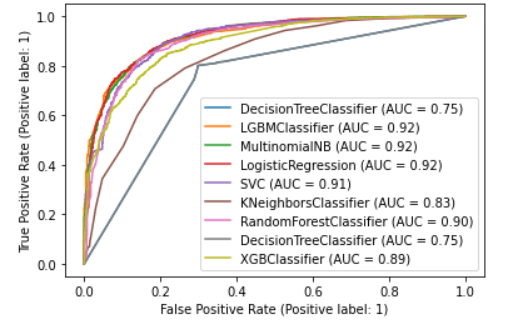 True Positive Rate (Positive label: 1)
1.0
0.8
0.6
0.4
0.2
0.0
DecisionTreeClassifier (AUC = 0.75)
LGBMClassifier (AUC = 0.92)
MultinomialNB (AUC = 0.92)
LogisticRegression (AUC = 0.92)
SVC (AUC = 0.91)
KNeighborsClassifier (AUC = 0.83)
RandomForestClassifier (AUC = 0.90)
DecisionTreeClassifier (AUC = 0.75)
XGBClassifier (AUC = 0.89)
0.0 0.2 0.4 0.6 0.8 1.0
False Positive Rate (Positive label: 1)